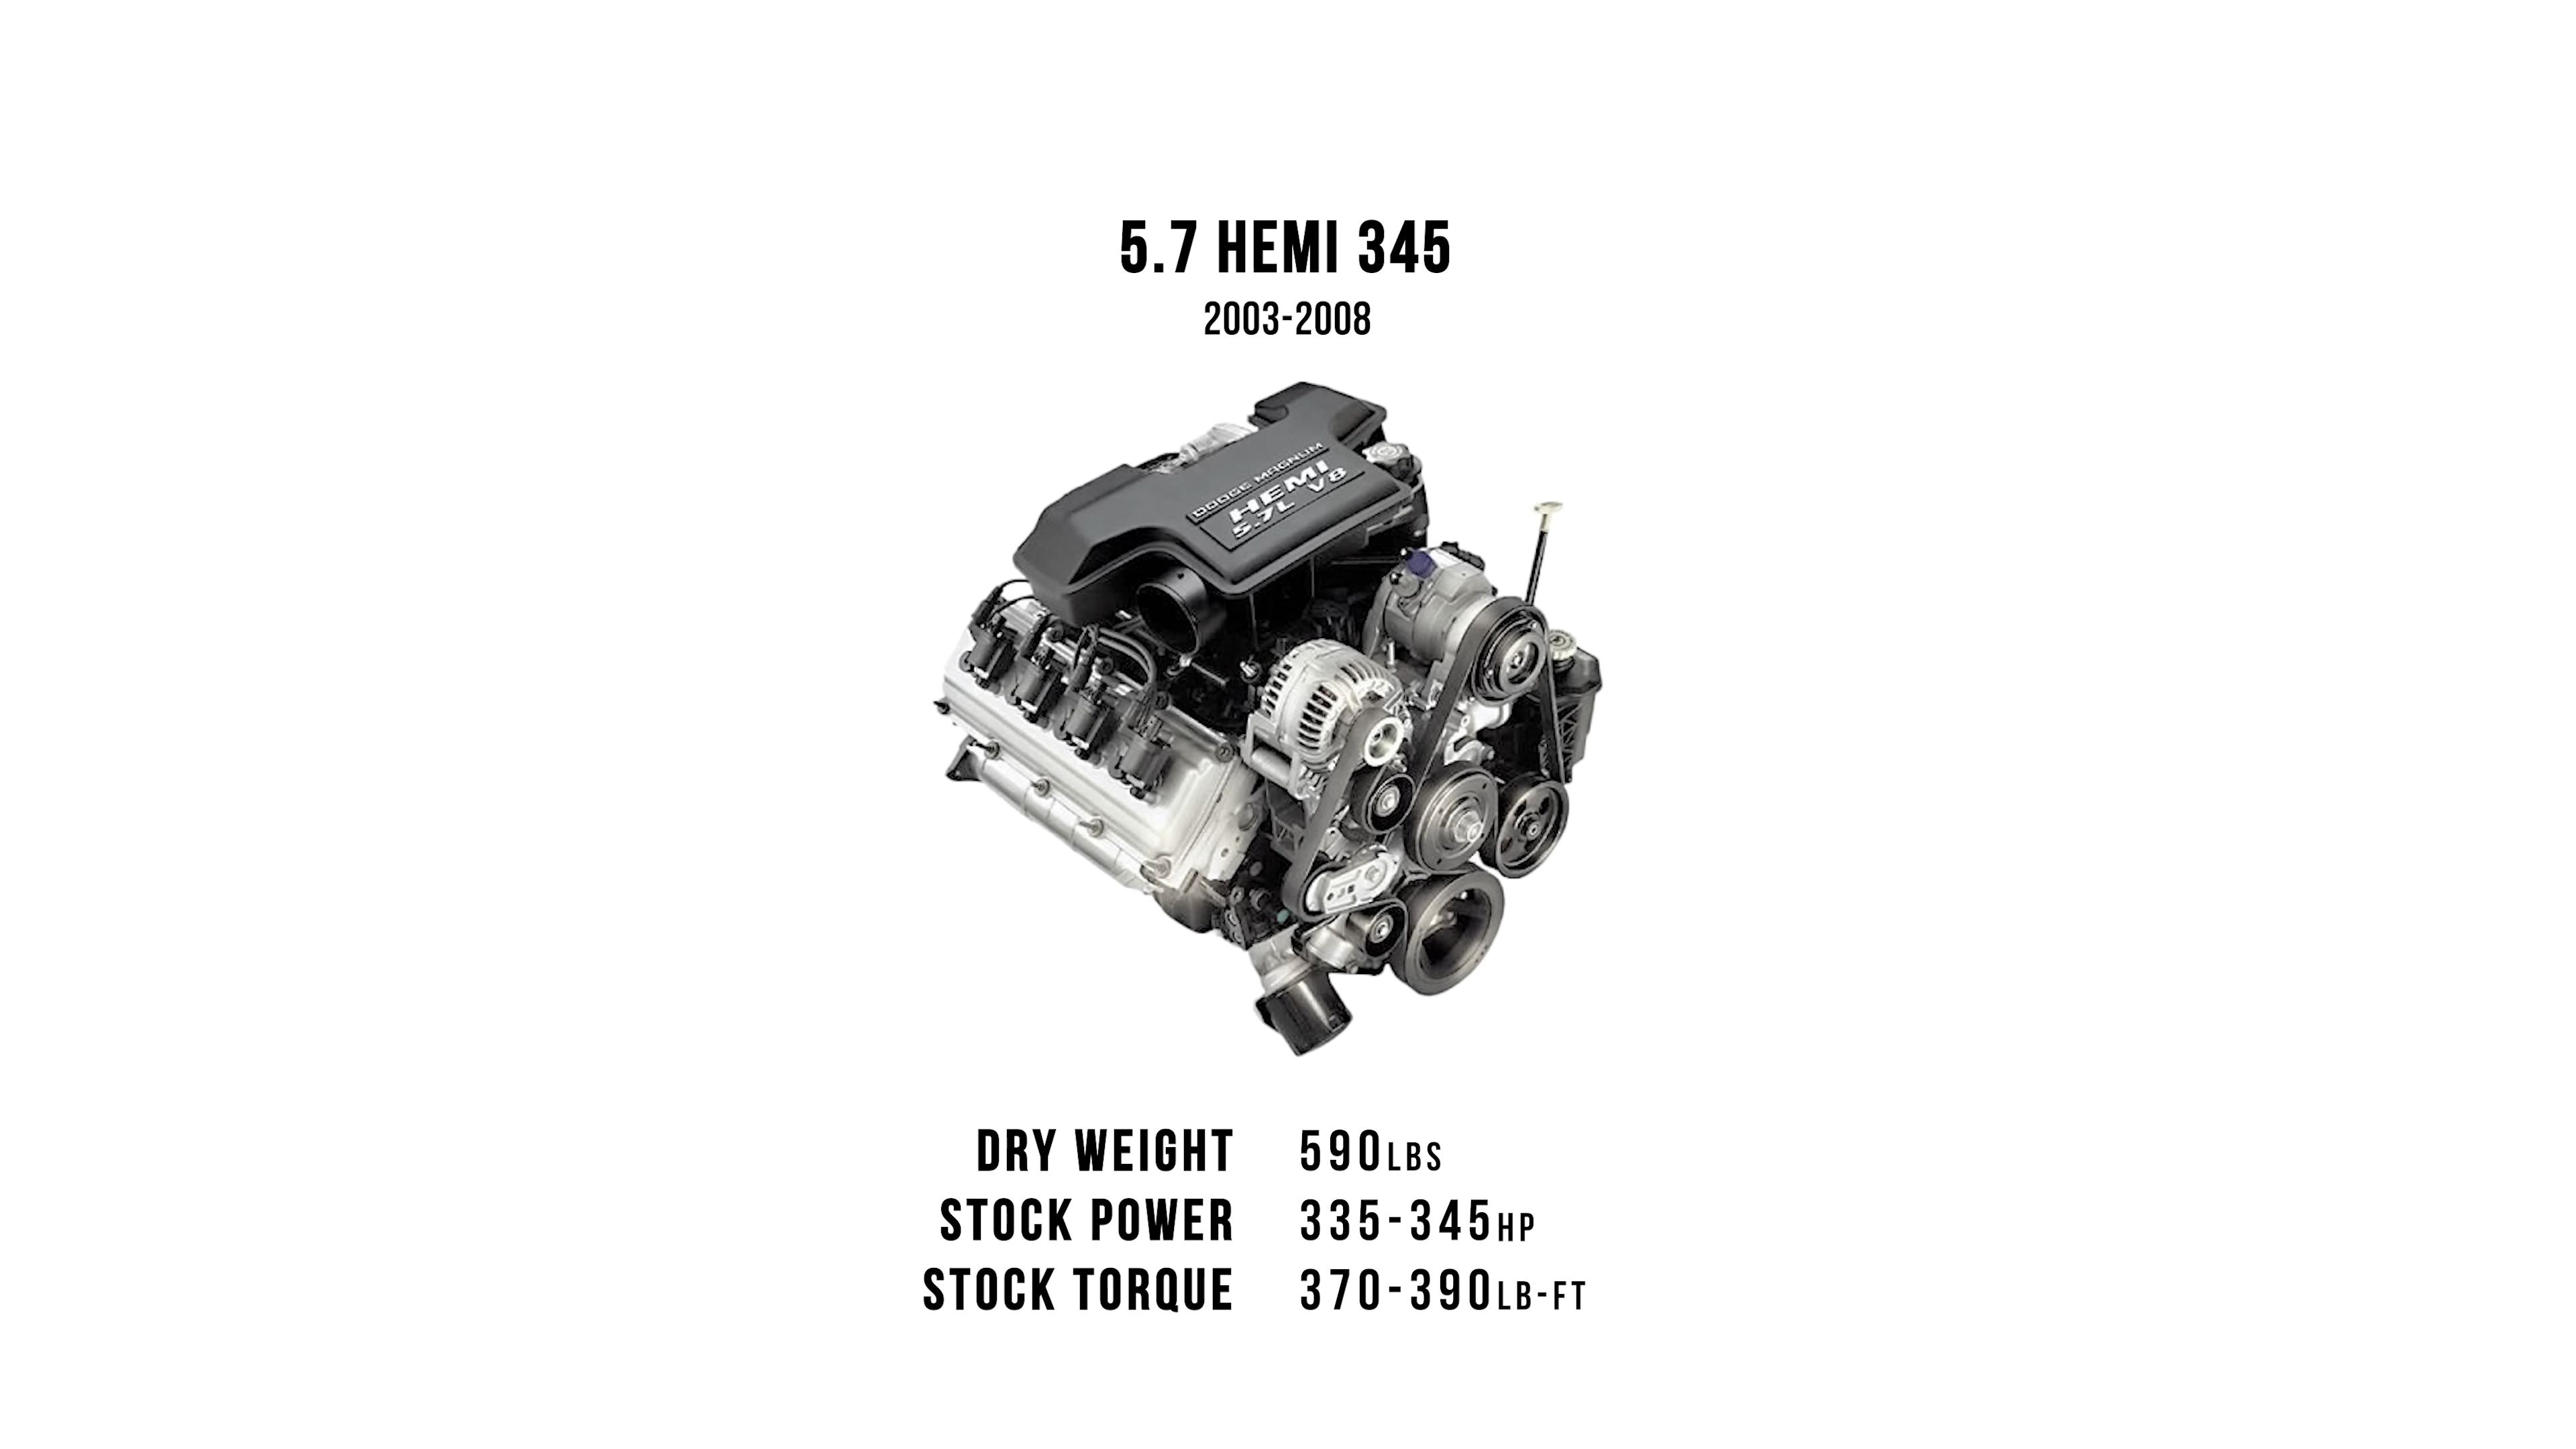 5.7 HEMI 345
2003-2008
DODGE MAGNUM
HEMI
5.7L V8
DRY WEIGHT 590LBS
STOCK POWER 335-345HP
STOCK TORQUE 370-390LB-FT